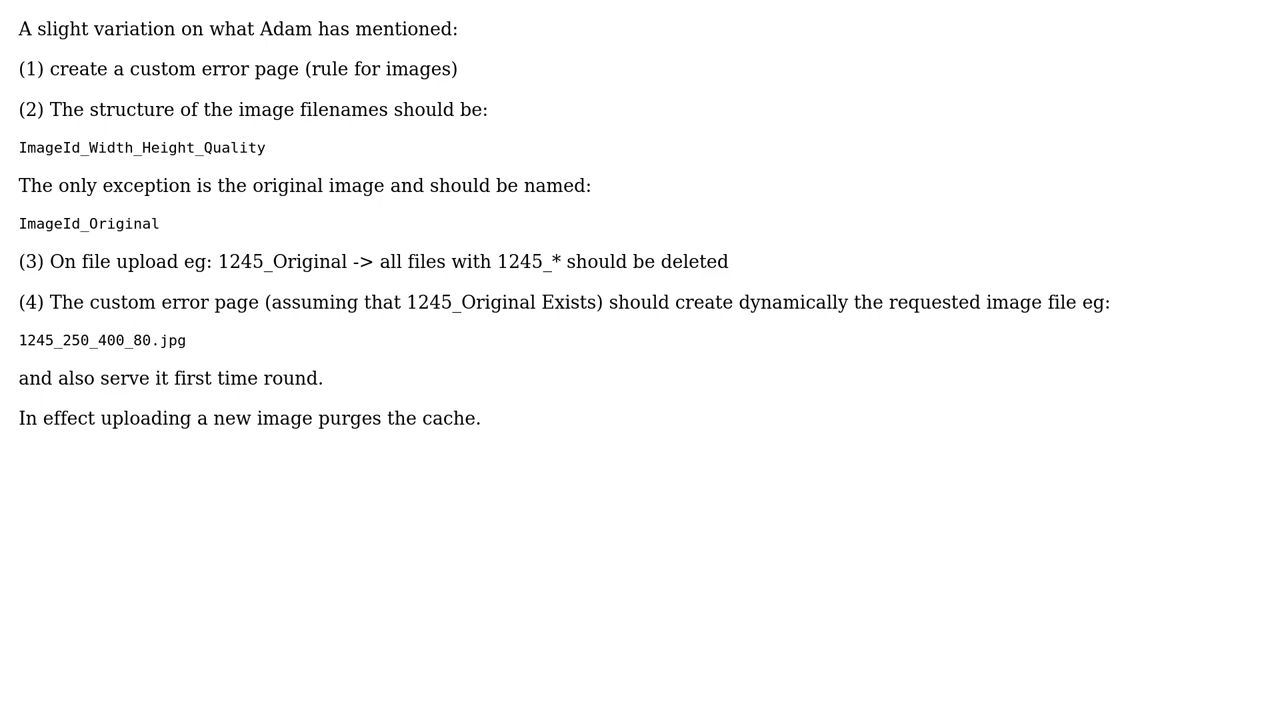 A slight variation on what Adam has mentioned:
(1) create a custom error page (rule for images)
(2) The structure of the image filenames should be:
ImageId_Width_Height_Quality
The only exception is the original image and should be named:
ImageId_Original
(3) On file upload eg: 1245_Original -> all files with 1245_* should be deleted
(4) The custom error page (assuming that 1245_Original Exists) should create dynamically the requested image file eg:
1245_250_400_80.jpg
and also serve it first time round.
In effect uploading a new image purges the cache.